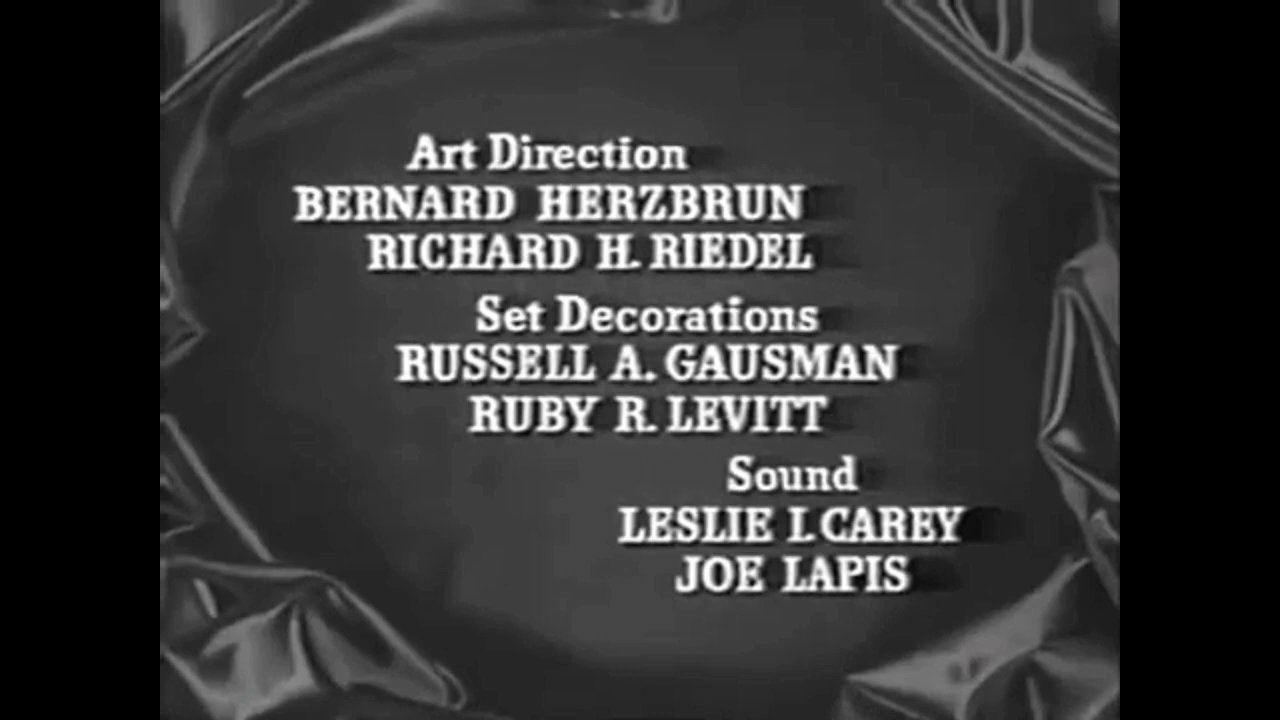 Art Direction
BERNARD HERZBRUN
RICHARD H. RIEDEL
Set Decorations
RUSSELL A. GAUSMAN
RUBY R. LEVITT
Sound
LESLIE I. CAREY
JOE LAPIS